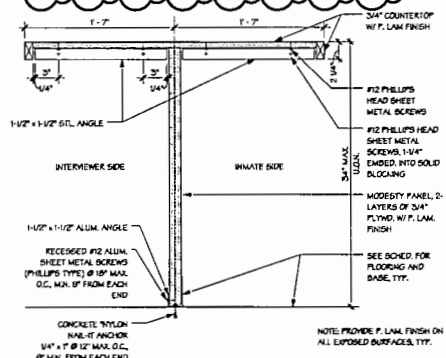 1' - 7"
1' - 7"
3/4" COUNTERTOP
W/ P. LAM FINISH
3"
3"
1/4"
1/4"
2 1/4"
#12 PHILLIPS
HEAD SHEET
METAL SCREWS
1-1/2" x 1-1/2" STL. ANGLE
#12 PHILLIPS HEAD
SHEET METAL
SCREWS, 1-1/4"
EMBED. INTO SOLID
BLOCKING
34" MAX.
U.O.N.
INTERVIEWER SIDE
INMATE SIDE
MODESTY PANEL, 2-
LAYERS OF 3/4"
PLYWD. W/ P. LAM.
FINISH
1-1/2" x 1-1/2" ALUM. ANGLE
RECESSED #12 ALUM.
SHEET METAL SCREWS
(PHILLIPS TYPE) @ 18" MAX.
O.C., MIN. 9" FROM EACH
END
SEE SCHED. FOR
FLOORING AND
BASE, TYP.
CONCRETE "NYLON
NAIL-IT ANCHOR
1/4" x 1" @ 12" MAX. O.C.,
MIN. FROM EACH END
NOTE: PROVIDE P. LAM FINISH ON
ALL EXPOSED SURFACES, TYP.